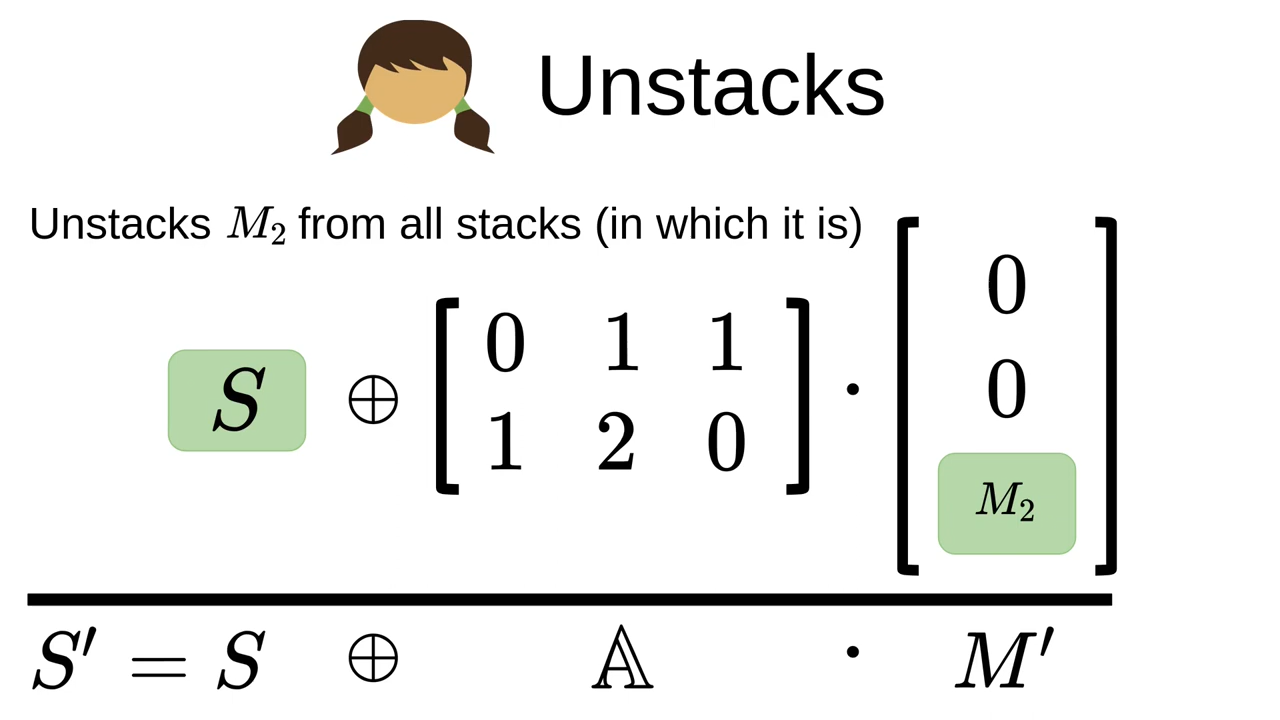 Unstacks
Unstacks M₂ from all stacks (in which it is)
S ⊕ [0 1 1; 1 2 0] · [0; 0; M₂]
S′ = S ⊕ 𝔸 · M′